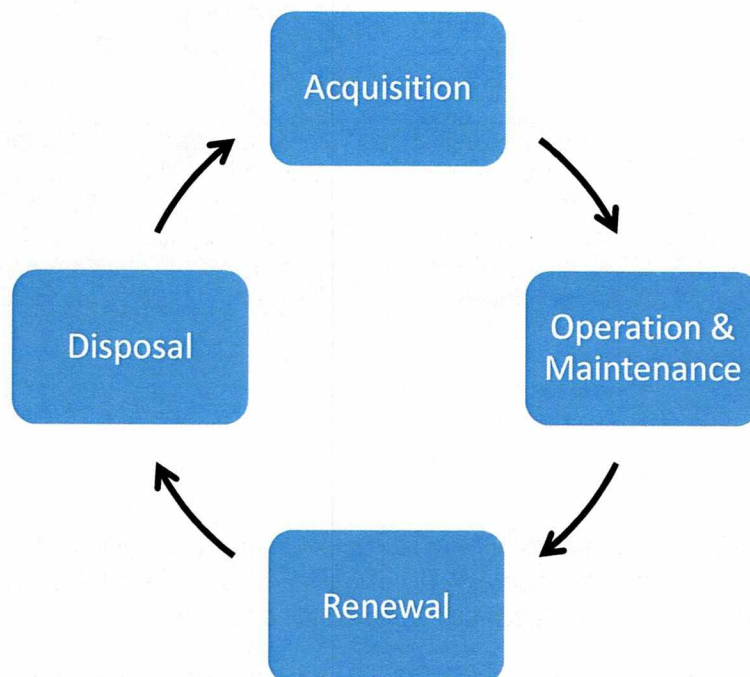 Acquisition
Operation &
Maintenance
Renewal
Disposal